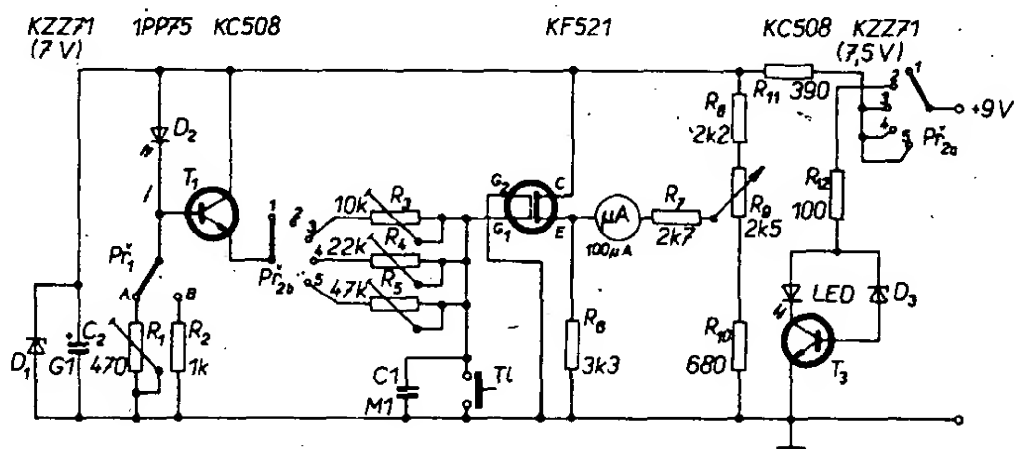 KZZ71
(7 V)
1PP75
KC508
KF521
KC508
KZZ71
(7,5 V)
D2
T1
Př1
A
B
D1
C2
G1
R1
470
R2
1k
1
2
3
4
5
Př2b
10k
R3
22k
R4
47k
R5
C1
M1
Tl
G2
G1
C
E
μA
100μA
R7
2k7
R6
3k3
R8
2k2
R9
2k5
R10
680
R11
390
1
2
3
4
5
Př2a
+9V
R12
100
LED
D3
T3